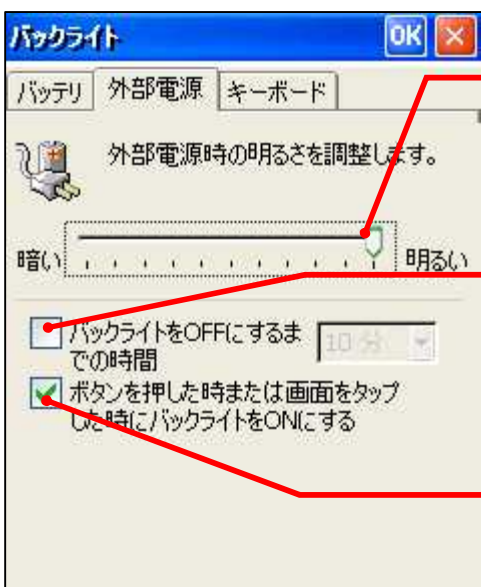 バックライト OK
バッテリ 外部電源 キーボード
外部電源時の明るさを調整します。
暗い 明るい
バックライトをOFFにするま
での時間 10 分
ボタンを押した時または画面をタップ
した時にバックライトをONにする